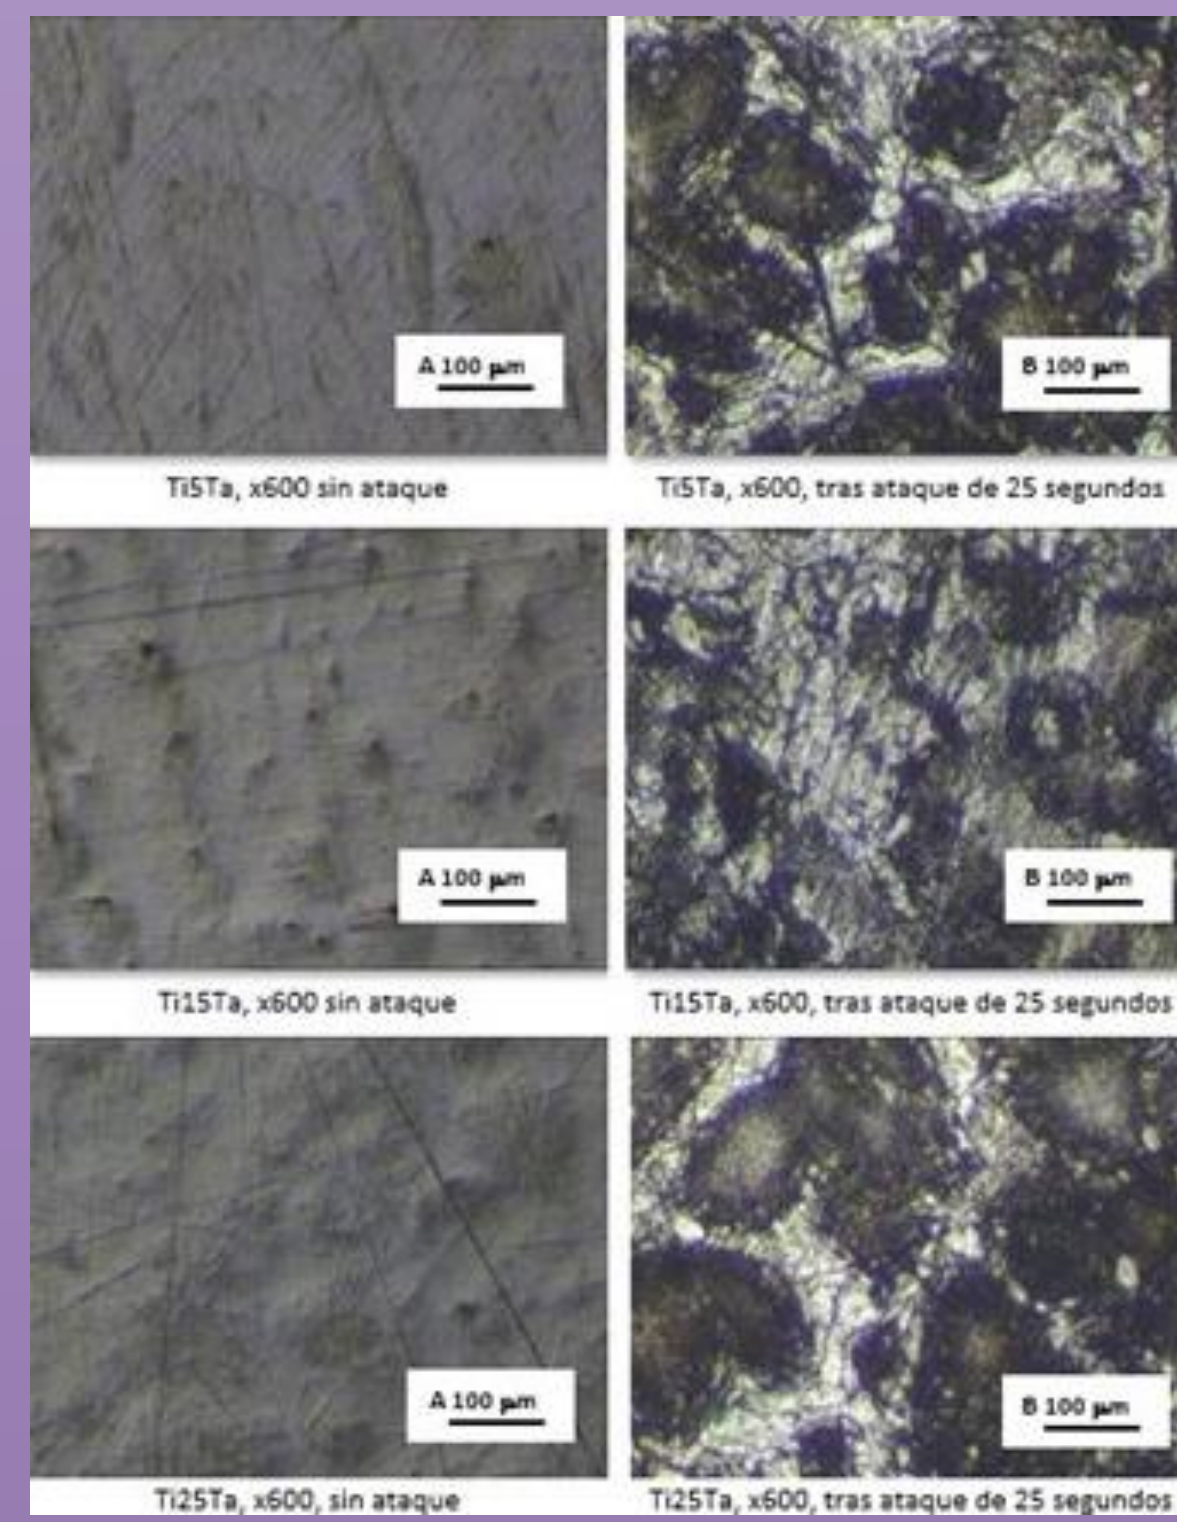 A 100 µm
B 100 µm
Ti5Ta, x600 sin ataque
Ti5Ta, x600, tras ataque de 25 segundos
A 100 µm
B 100 µm
Ti15Ta, x600 sin ataque
Ti15Ta, x600, tras ataque de 25 segundos
A 100 µm
B 100 µm
Ti25Ta, x600, sin ataque
Ti25Ta, x600, tras ataque de 25 segundos